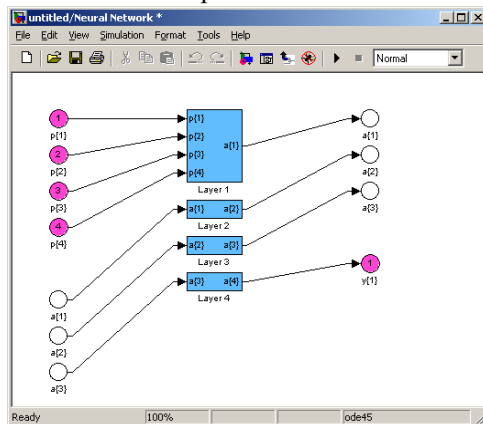 untitled/Neural Network *
File Edit View Simulation Format Tools Help
Normal
1
p{1}
2
p{2}
3
p{3}
4
p{4}
p{1}
p{2}
p{3}
p{4}
a{1}
Layer 1
a{1} a{2}
Layer 2
a{2} a{3}
Layer 3
a{3} a{4}
Layer 4
a{1}
a{2}
a{3}
1
y{1}
a{1}
a{2}
a{3}
Ready 100% ode45